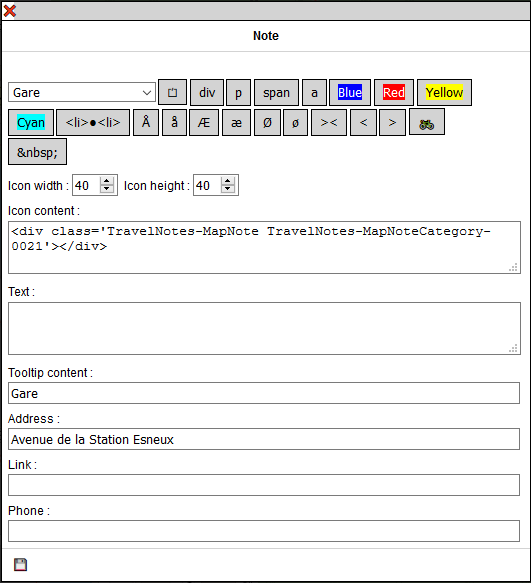 Note
Gare div p span a Blue Red Yellow
Cyan <li>●<li> Å å Æ æ Ø ø >< < >
&nbsp;
Icon width : 40 Icon height : 40
Icon content :
<div class='TravelNotes-MapNote TravelNotes-MapNoteCategory-
0021'></div>
Text :
Tooltip content :
Gare
Address :
Avenue de la Station Esneux
Link :
Phone :